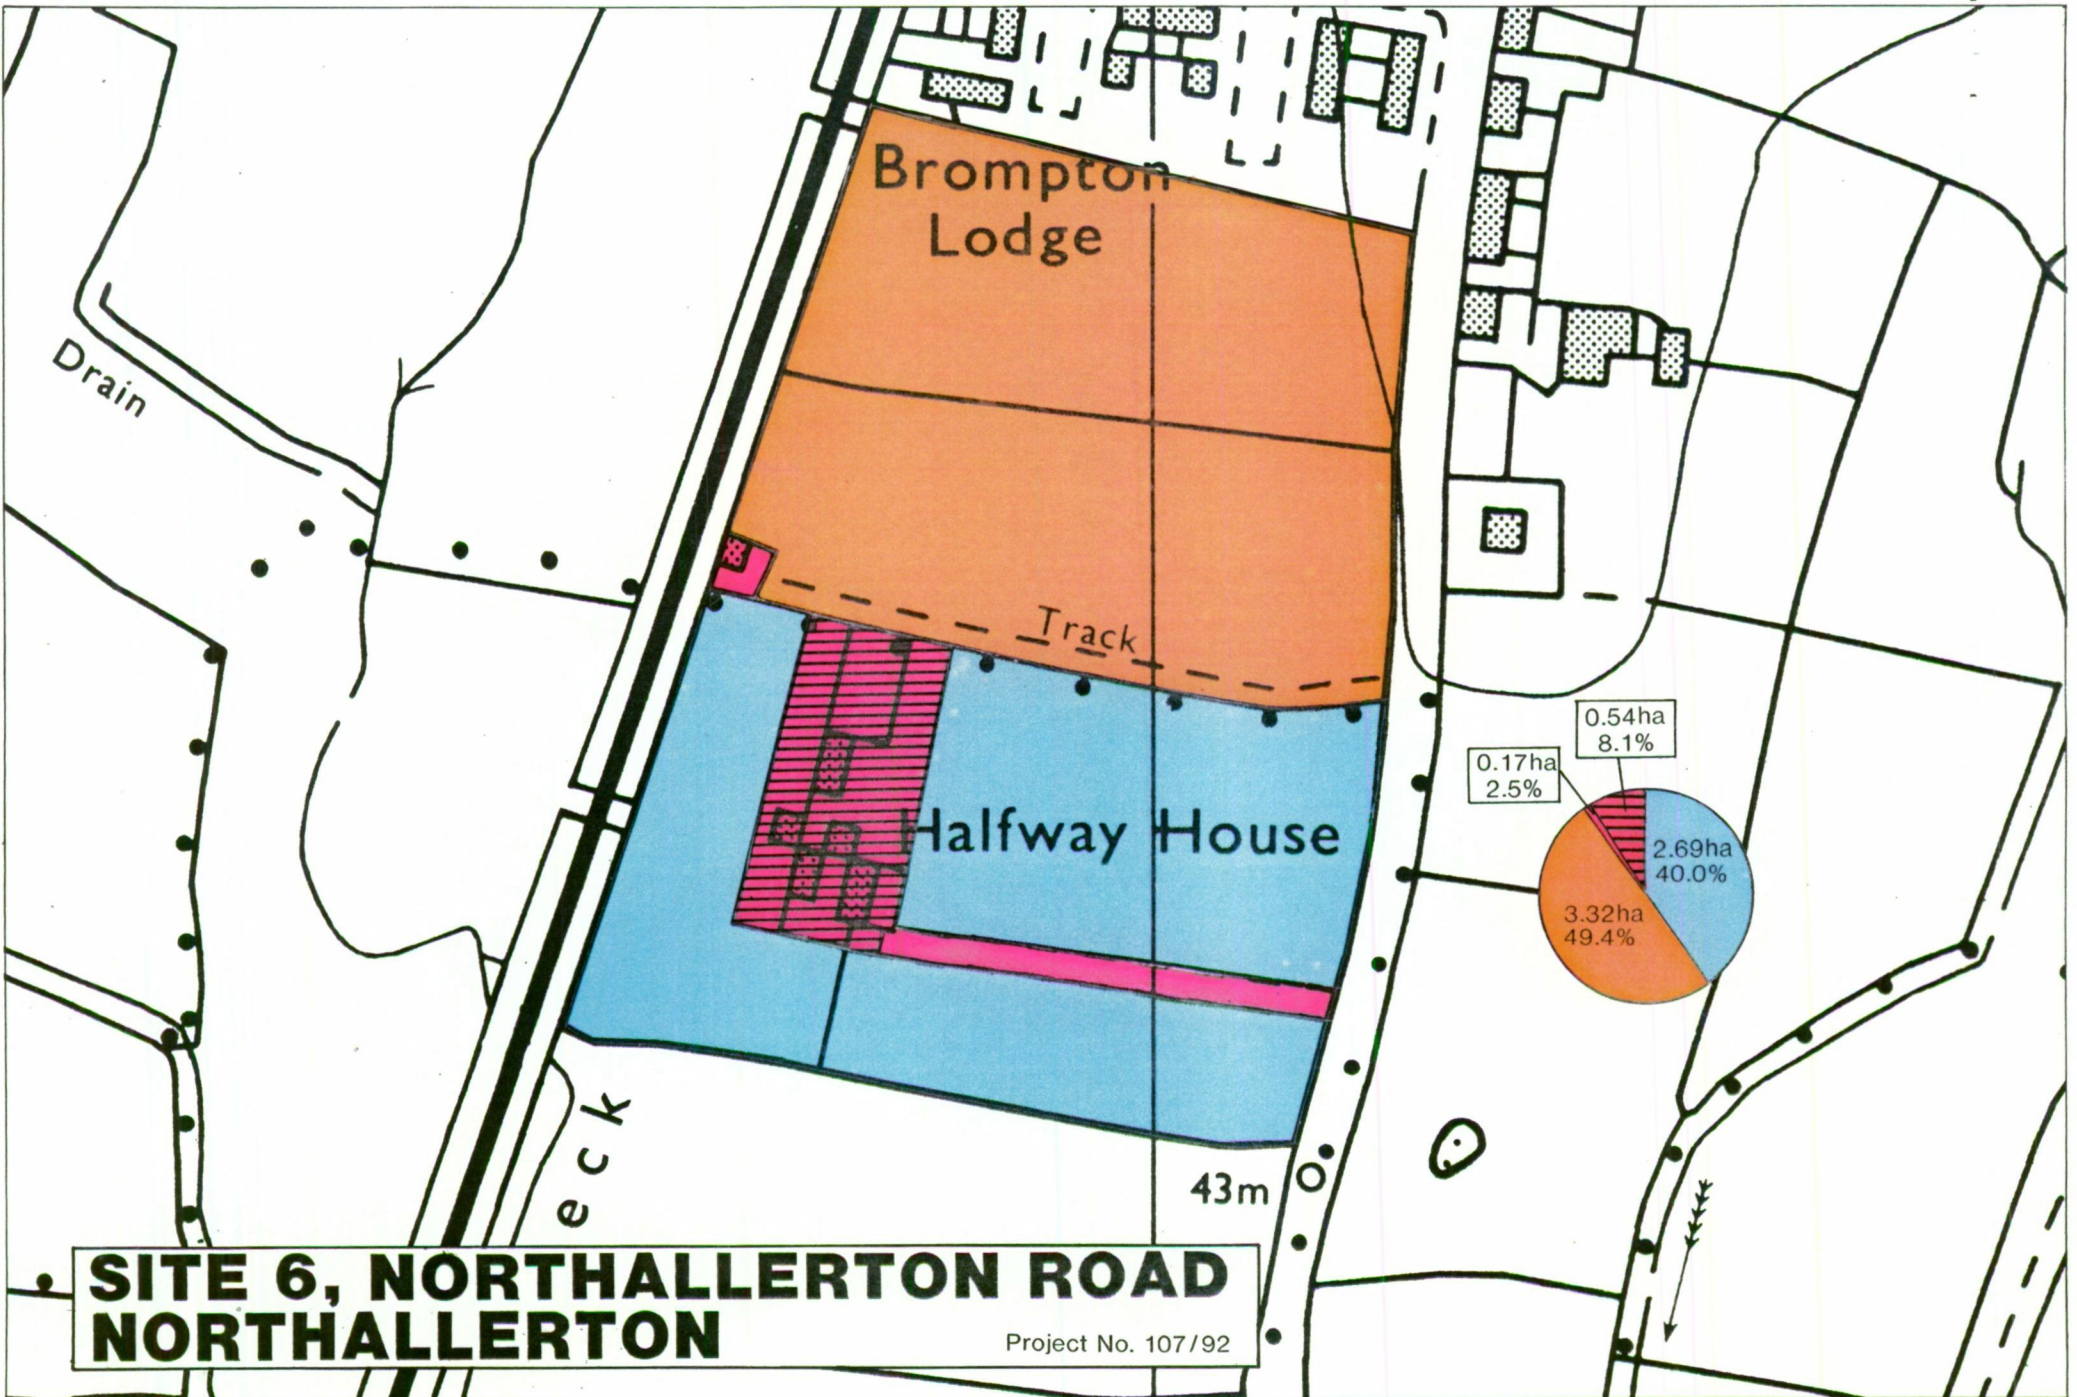 Brompton
Lodge
Drain
Track
0.54ha
8.1%
0.17ha
2.5%
Halfway House
2.69ha
40.0%
3.32ha
49.4%
eck
43m
SITE 6, NORTHALLERTON ROAD
NORTHALLERTON
Project No. 107/92